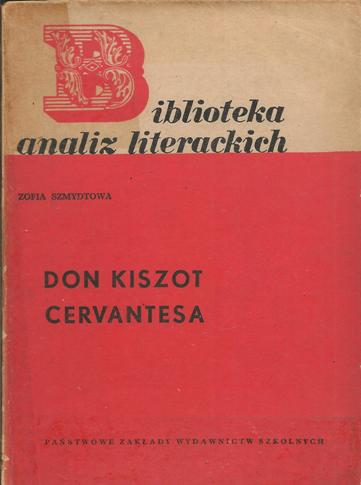 Biblioteka
analiz literackich
ZOFIA SZMYDTOWA
DON KISZOT
CERVANTESA
PAŃSTWOWE ZAKŁADY WYDAWNICTW SZKOLNYCH